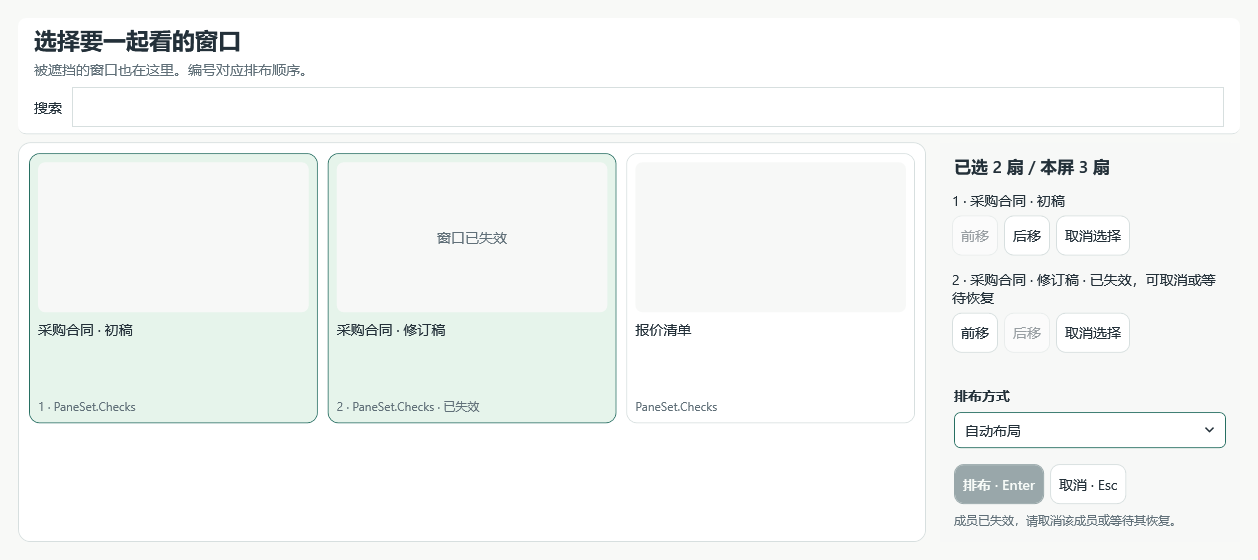 选择要一起看的窗口
被遮挡的窗口也在这里。编号对应排布顺序。
搜索
窗口已失效
采购合同 · 初稿
采购合同 · 修订稿
报价清单
1 · PaneSet.Checks
2 · PaneSet.Checks · 已失效
PaneSet.Checks
已选 2 扇 / 本屏 3 扇
1 · 采购合同 · 初稿
前移
后移
取消选择
2 · 采购合同 · 修订稿 · 已失效，可取消或等
待恢复
前移
后移
取消选择
排布方式
自动布局
排布 · Enter
取消 · Esc
成员已失效，请取消该成员或等待其恢复。